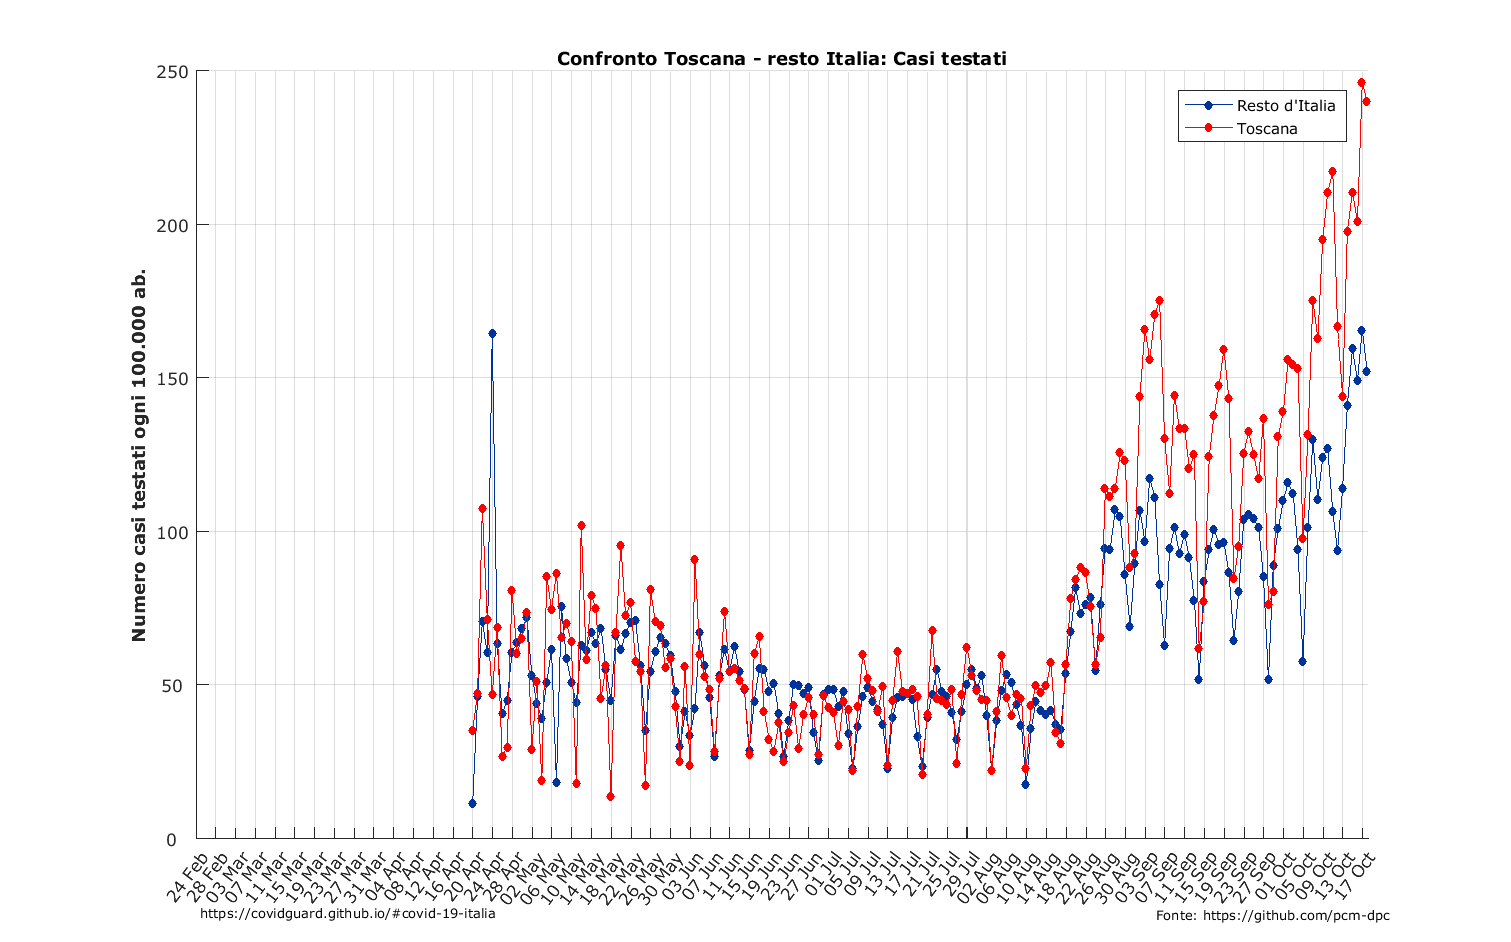 Confronto Toscana - resto Italia: Casi testati
250
200
150
100
50
0
Numero casi testati ogni 100.000 ab.
Resto d'Italia
Toscana
24 Feb
28 Feb
03 Mar
07 Mar
11 Mar
15 Mar
19 Mar
23 Mar
27 Mar
31 Mar
04 Apr
08 Apr
12 Apr
16 Apr
20 Apr
24 Apr
28 Apr
02 May
06 May
10 May
14 May
18 May
22 May
26 May
30 May
03 Jun
07 Jun
11 Jun
15 Jun
19 Jun
23 Jun
27 Jun
01 Jul
05 Jul
09 Jul
13 Jul
17 Jul
21 Jul
25 Jul
29 Jul
02 Aug
06 Aug
10 Aug
14 Aug
18 Aug
22 Aug
26 Aug
30 Aug
03 Sep
07 Sep
11 Sep
15 Sep
19 Sep
23 Sep
27 Sep
01 Oct
05 Oct
09 Oct
13 Oct
17 Oct
https://covidguard.github.io/#covid-19-italia
Fonte: https://github.com/pcm-dpc